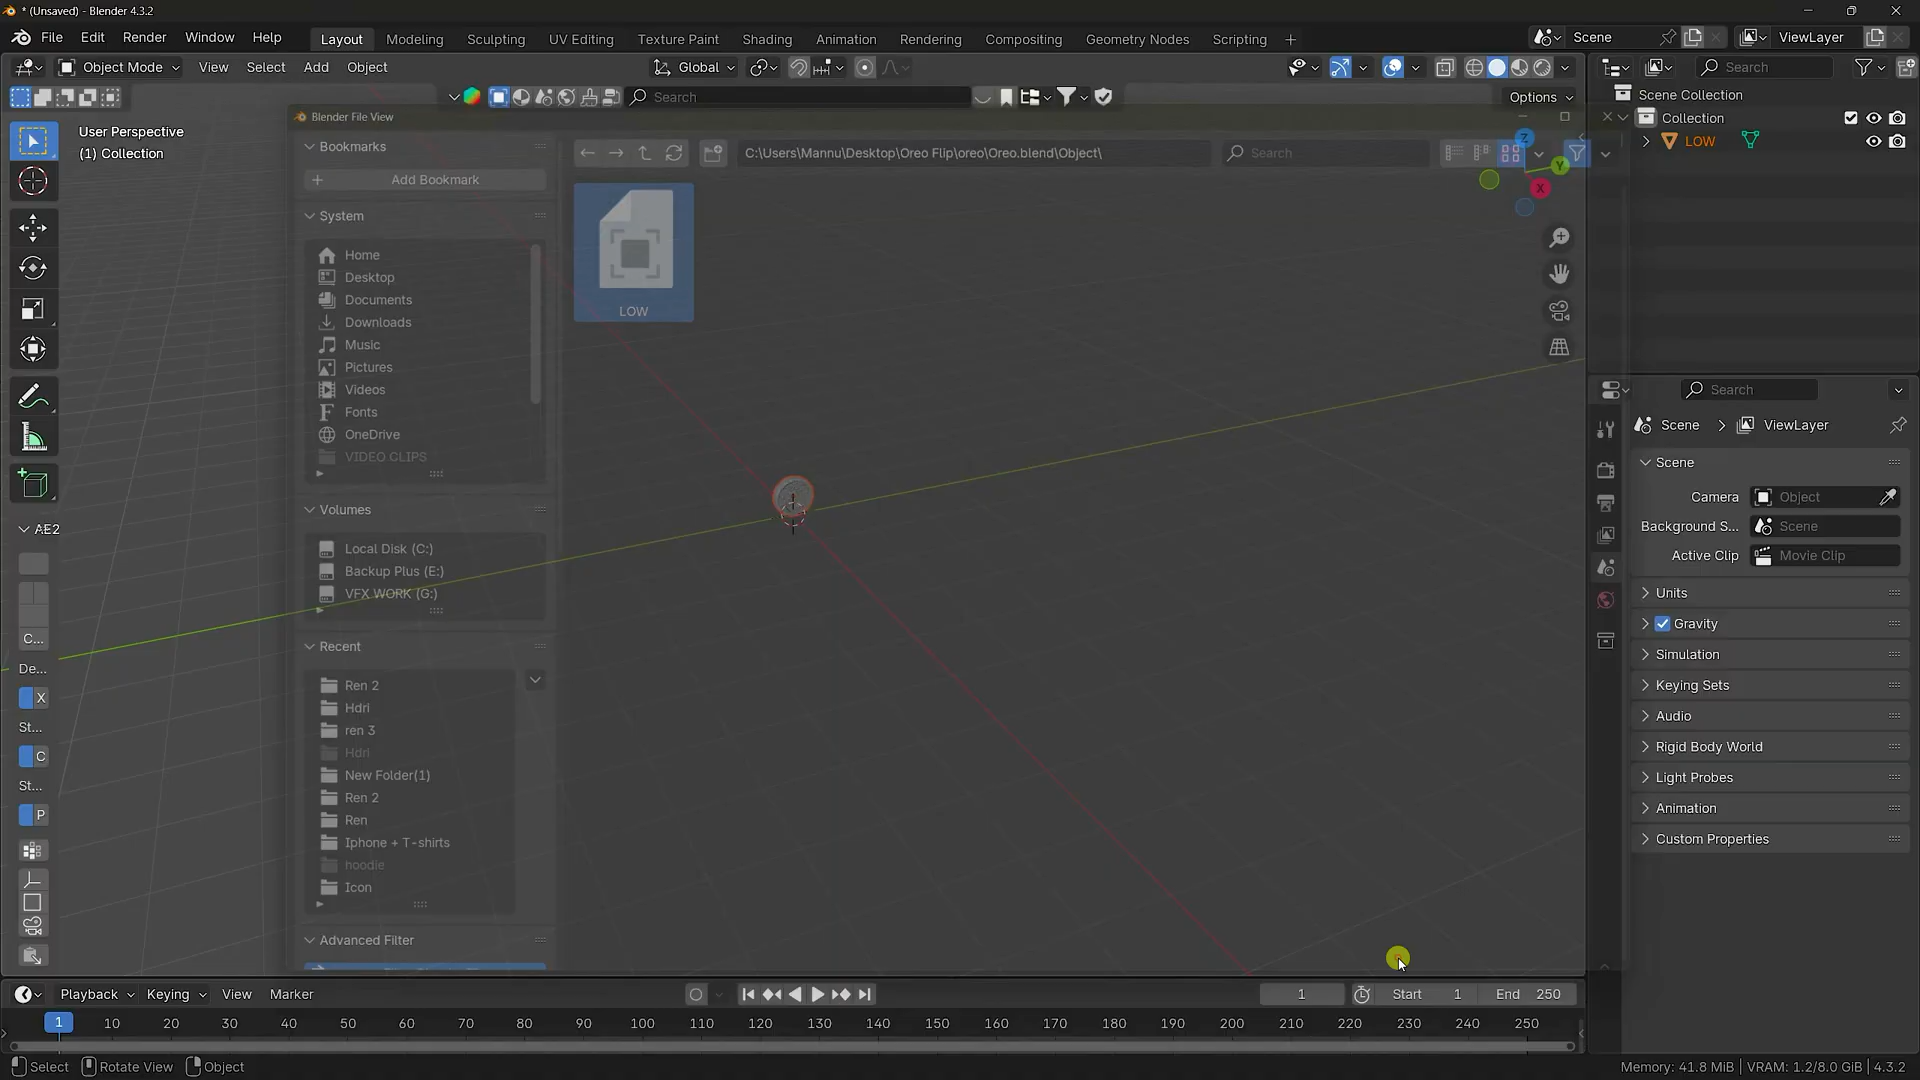 * (Unsaved) - Blender 4.3.2
File Edit Render Window Help
Layout Modeling Sculpting UV Editing Texture Paint Shading Animation Rendering Compositing Geometry Nodes Scripting +
Scene
ViewLayer
Object Mode View Select Add Object
Global
Search
Search
Options
User Perspective
(1) Collection
Scene Collection
Collection
LOW
Blender File View
Bookmarks
Add Bookmark
C:\Users\Mannu\Desktop\Oreo Flip\oreo\Oreo.blend\Object\
Search
System
Home
Desktop
Documents
Downloads
Music
Pictures
Videos
Fonts
OneDrive
VIDEO CLIPS
LOW
Z
Y
X
Volumes
Local Disk (C:)
Backup Plus (E:)
VFX WORK (G:)
Recent
Ren 2
Hdri
ren 3
Hdri
New Folder(1)
Ren 2
Ren
Iphone + T-shirts
hoodie
Icon
Advanced Filter
AE2
C...
De...
X
St...
C
St...
P
Search
Scene > ViewLayer
Scene
Camera Object
Background S... Scene
Active Clip Movie Clip
Units
Gravity
Simulation
Keying Sets
Audio
Rigid Body World
Light Probes
Animation
Custom Properties
Playback Keying View Marker
1
Start 1
End 250
1 10 20 30 40 50 60 70 80 90 100 110 120 130 140 150 160 170 180 190 200 210 220 230 240 250
Select Rotate View Object
Memory: 41.8 MiB | VRAM: 1.2/8.0 GiB | 4.3.2